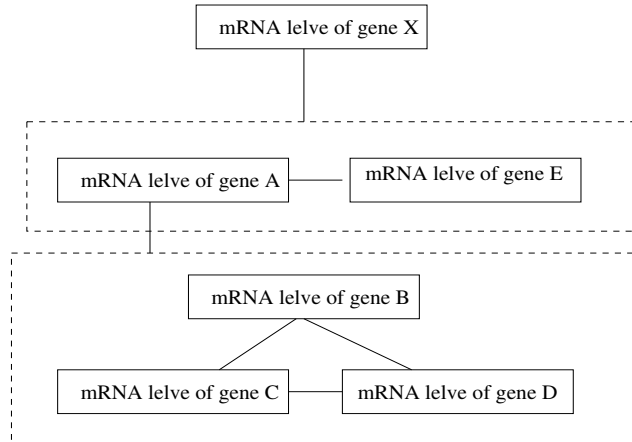 mRNA lelve of gene X
mRNA lelve of gene A
mRNA lelve of gene E
mRNA lelve of gene B
mRNA lelve of gene C
mRNA lelve of gene D